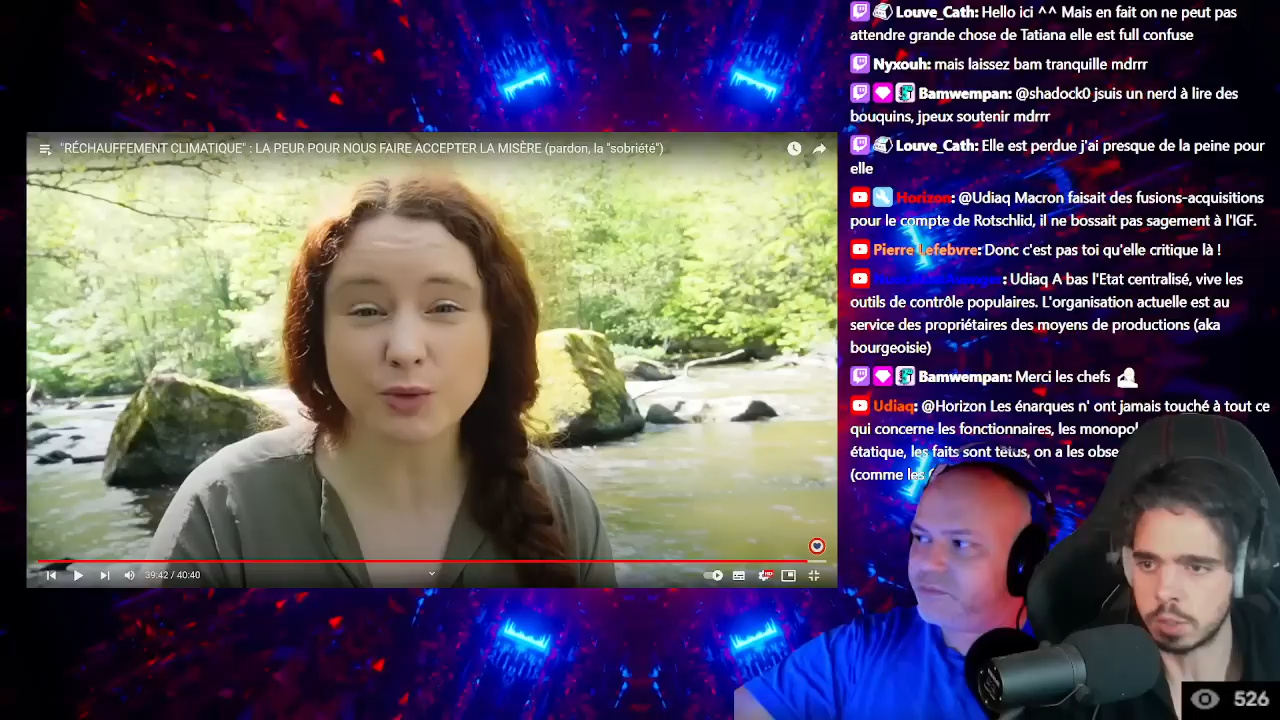 "RÉCHAUFFEMENT CLIMATIQUE" : LA PEUR POUR NOUS FAIRE ACCEPTER LA MISÈRE (pardon, la "sobriété")
39:42 / 40:40
HD
Louve_Cath: Hello ici ^^ Mais en fait on ne peut pas
attendre grande chose de Tatiana elle est full confuse
Nyxouh: mais laissez bam tranquille mdrrr
Bamwempan: @shadock0 jsuis un nerd à lire des
bouquins, jpeux soutenir mdrrr
Louve_Cath: Elle est perdue j'ai presque de la peine pour
elle
Horizon: @Udiaq Macron faisait des fusions-acquisitions
pour le compte de Rotschlid, il ne bossait pas sagement à l'IGF.
Pierre Lefebvre: Donc c'est pas toi qu'elle critique là !
: Udiaq A bas l'Etat centralisé, vive les
outils de contrôle populaires. L'organisation actuelle est au
service des propriétaires des moyens de productions (aka
bourgeoisie)
Bamwempan: Merci les chefs
Udiaq: @Horizon Les énarques n' ont jamais touché à tout ce
qui concerne les fonctionnaires, les
étatique, les faits sont têtus, on a les
(comme les
526